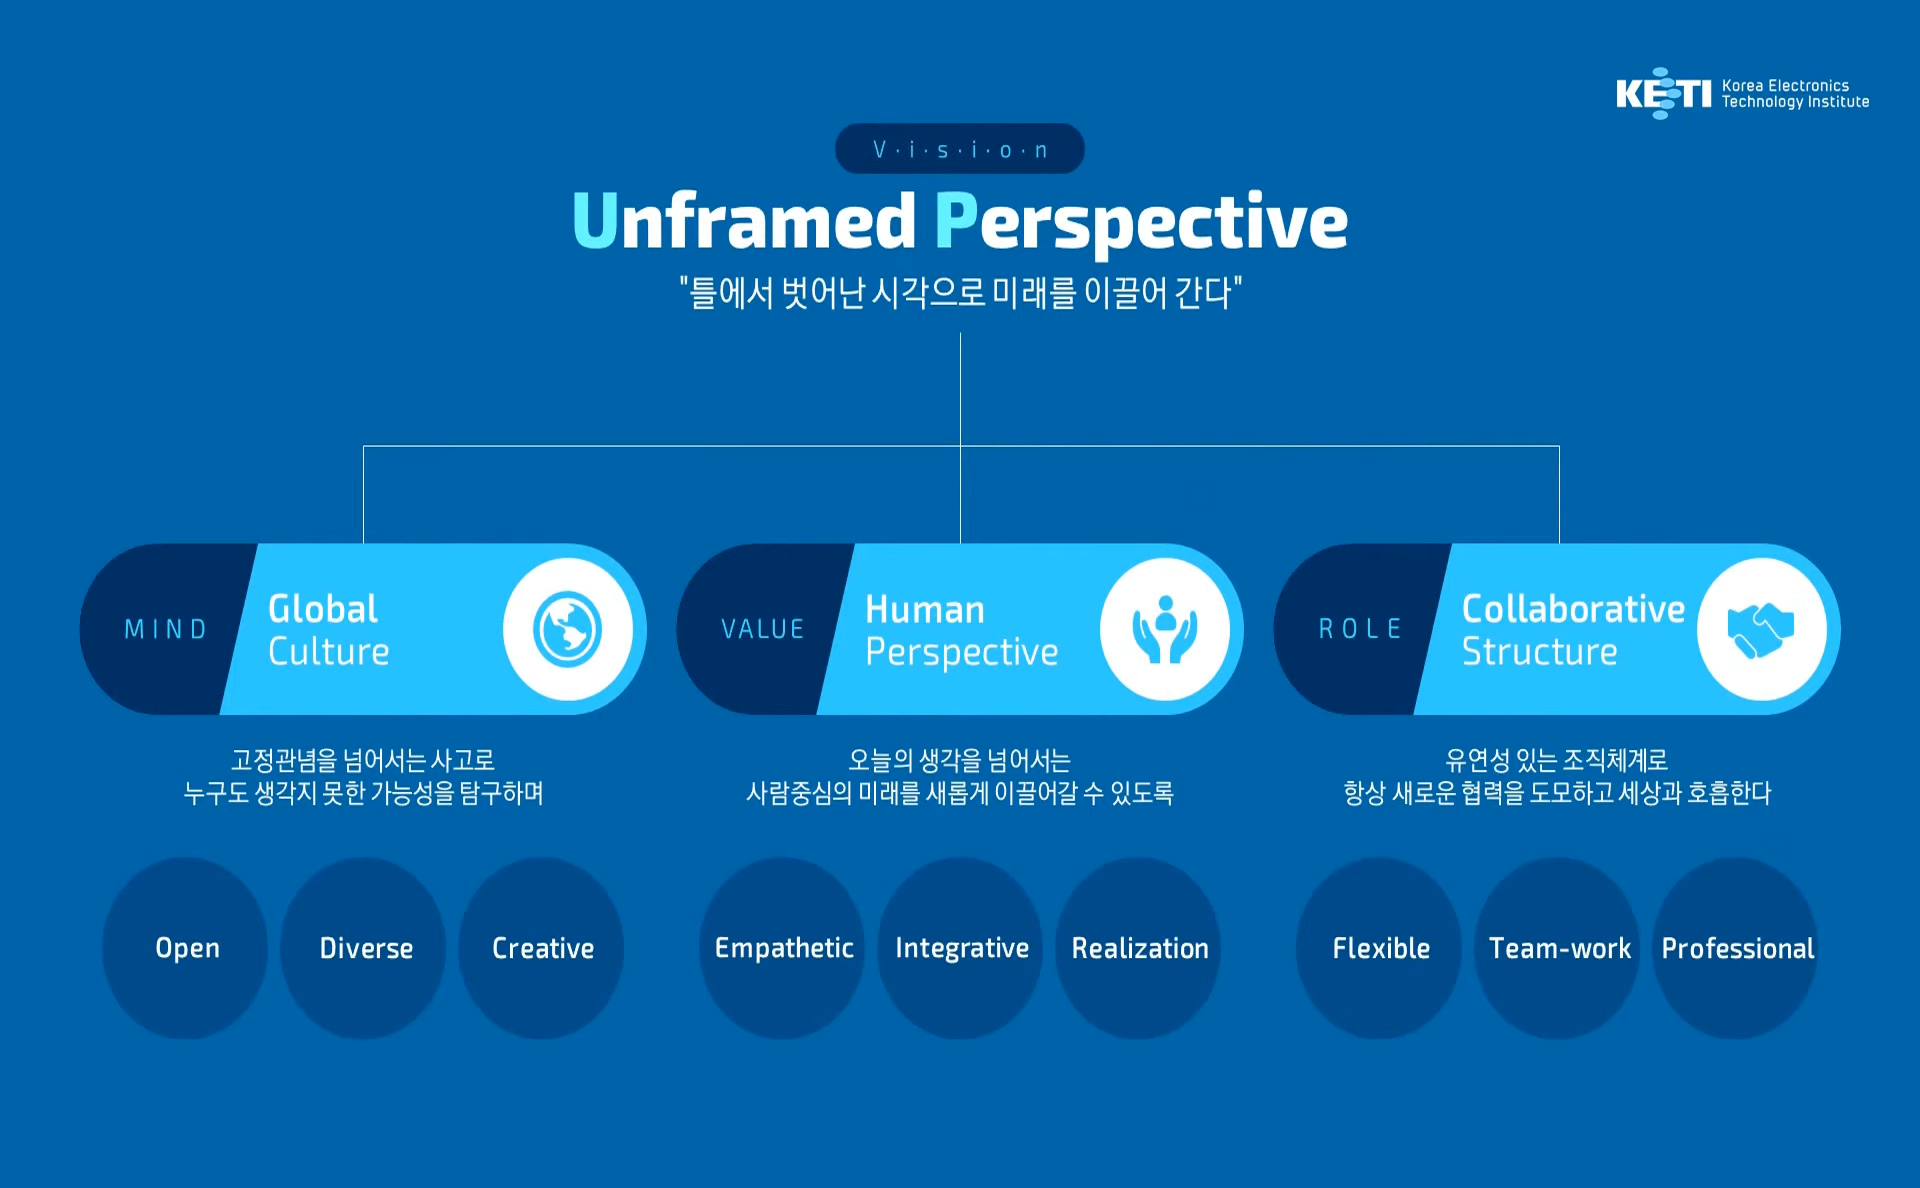 KETI Korea Electronics
Technology Institute
V·i·s·i·o·n
Unframed Perspective
"틀에서 벗어난 시각으로 미래를 이끌어 간다"
MIND
Global
Culture
고정관념을 넘어서는 사고로
누구도 생각지 못한 가능성을 탐구하며
Open Diverse Creative
VALUE
Human
Perspective
오늘의 생각을 넘어서는
사람중심의 미래를 새롭게 이끌어갈 수 있도록
Empathetic Integrative Realization
ROLE
Collaborative
Structure
유연성 있는 조직체계로
항상 새로운 협력을 도모하고 세상과 호흡한다
Flexible Team-work Professional